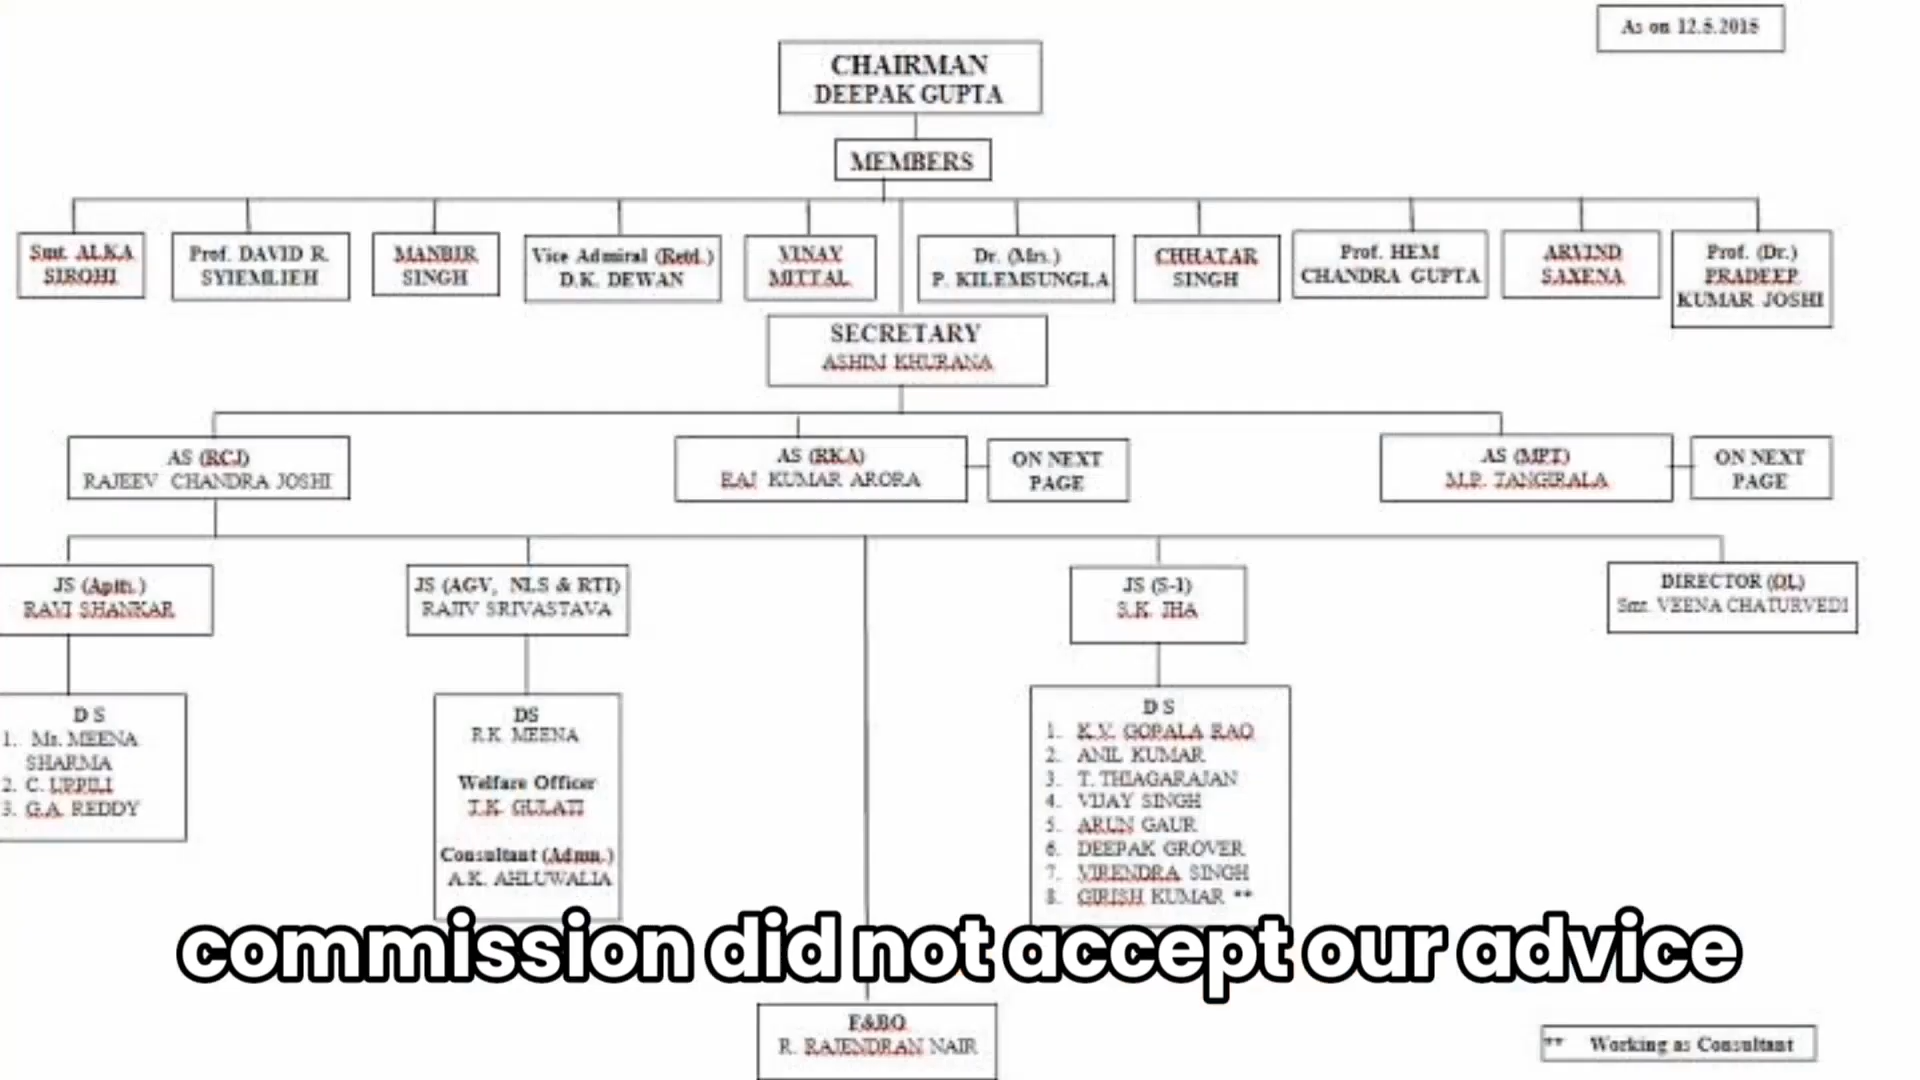 As on 12.5.2015
CHAIRMAN
DEEPAK GUPTA
MEMBERS
Smt. ALKA
SIROHI
Prof. DAVID R.
SYIEMLIEH
MANBIR
SINGH
Vice Admiral (Retd.)
D.K. DEWAN
VINAY
MITTAL
Dr. (Mrs.)
P. KILEMSUNGLA
CHHATAR
SINGH
Prof. HEM
CHANDRA GUPTA
ARVIND
SAXENA
Prof. (Dr.)
PRADEEP
KUMAR JOSHI
SECRETARY
ASHIM KHURANA
AS (RCJ)
RAJEEV CHANDRA JOSHI
AS (RKA)
RAJ KUMAR ARORA
ON NEXT
PAGE
AS (MPT)
M.P. TANGIRALA
ON NEXT
PAGE
JS (Aptt.)
RAVI SHANKAR
JS (AGV, NLS & RTI)
RAJIV SRIVASTAVA
JS (S-1)
S.K. JHA
DIRECTOR (OL)
Smt. VEENA CHATURVEDI
D S
1. Ms. MEENA
SHARMA
2. C. UPPILI
3. G.A. REDDY
DS
R.K. MEENA
Welfare Officer
J.K. GULATI
Consultant (Admn.)
A.K. AHLUWALIA
D S
1. K.V. GOPALA RAO
2. ANIL KUMAR
3. T. THIAGARAJAN
4. VIJAY SINGH
5. ARUN GAUR
6. DEEPAK GROVER
7. VIRENDRA SINGH
8. GIRISH KUMAR **
commission did not accept our advice
F&BO
R. RAJENDRAN NAIR
** Working as Consultant